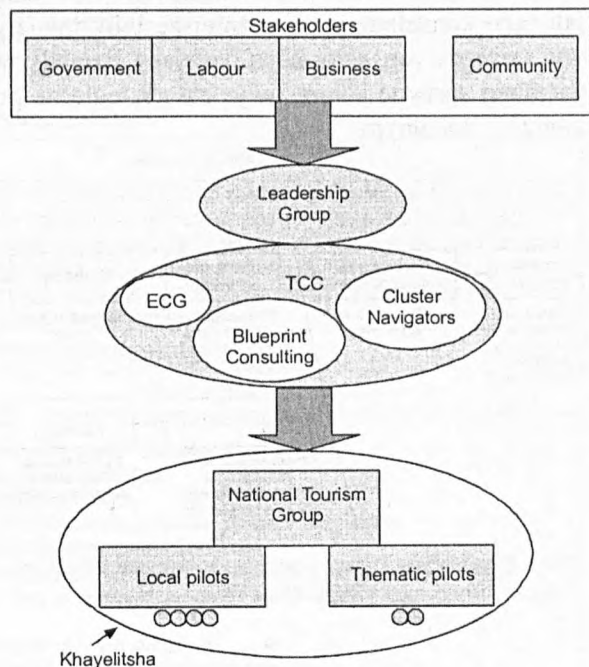 Stakeholders
Government Labour Business Community
Leadership
Group
TCC
ECG
Cluster
Navigators
Blueprint
Consulting
National Tourism
Group
Local pilots Thematic pilots
Khayelitsha